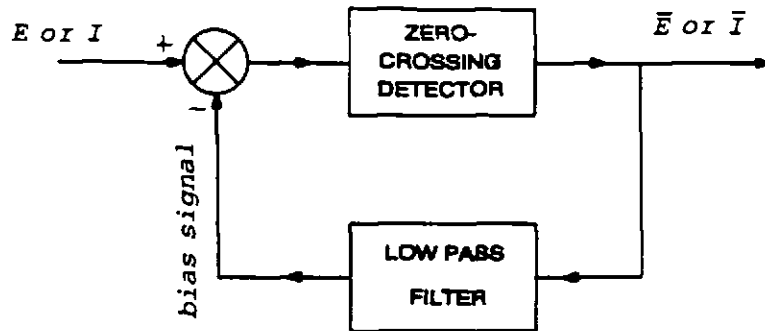 E or I
+
-
ZERO-
CROSSING
DETECTOR
Ē or Ī
bias signal
LOW PASS
FILTER